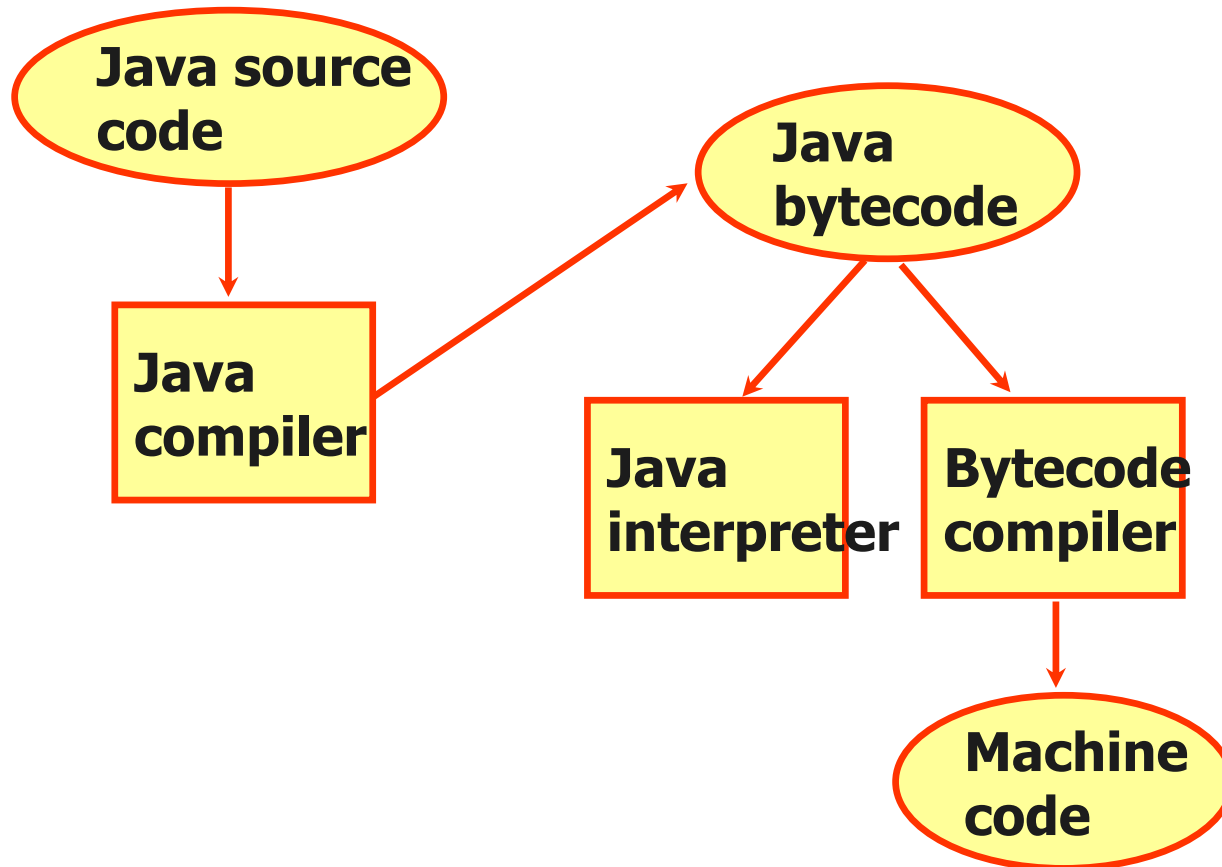 Java source
code
Java
bytecode
Java
compiler
Java
interpreter
Bytecode
compiler
Machine
code